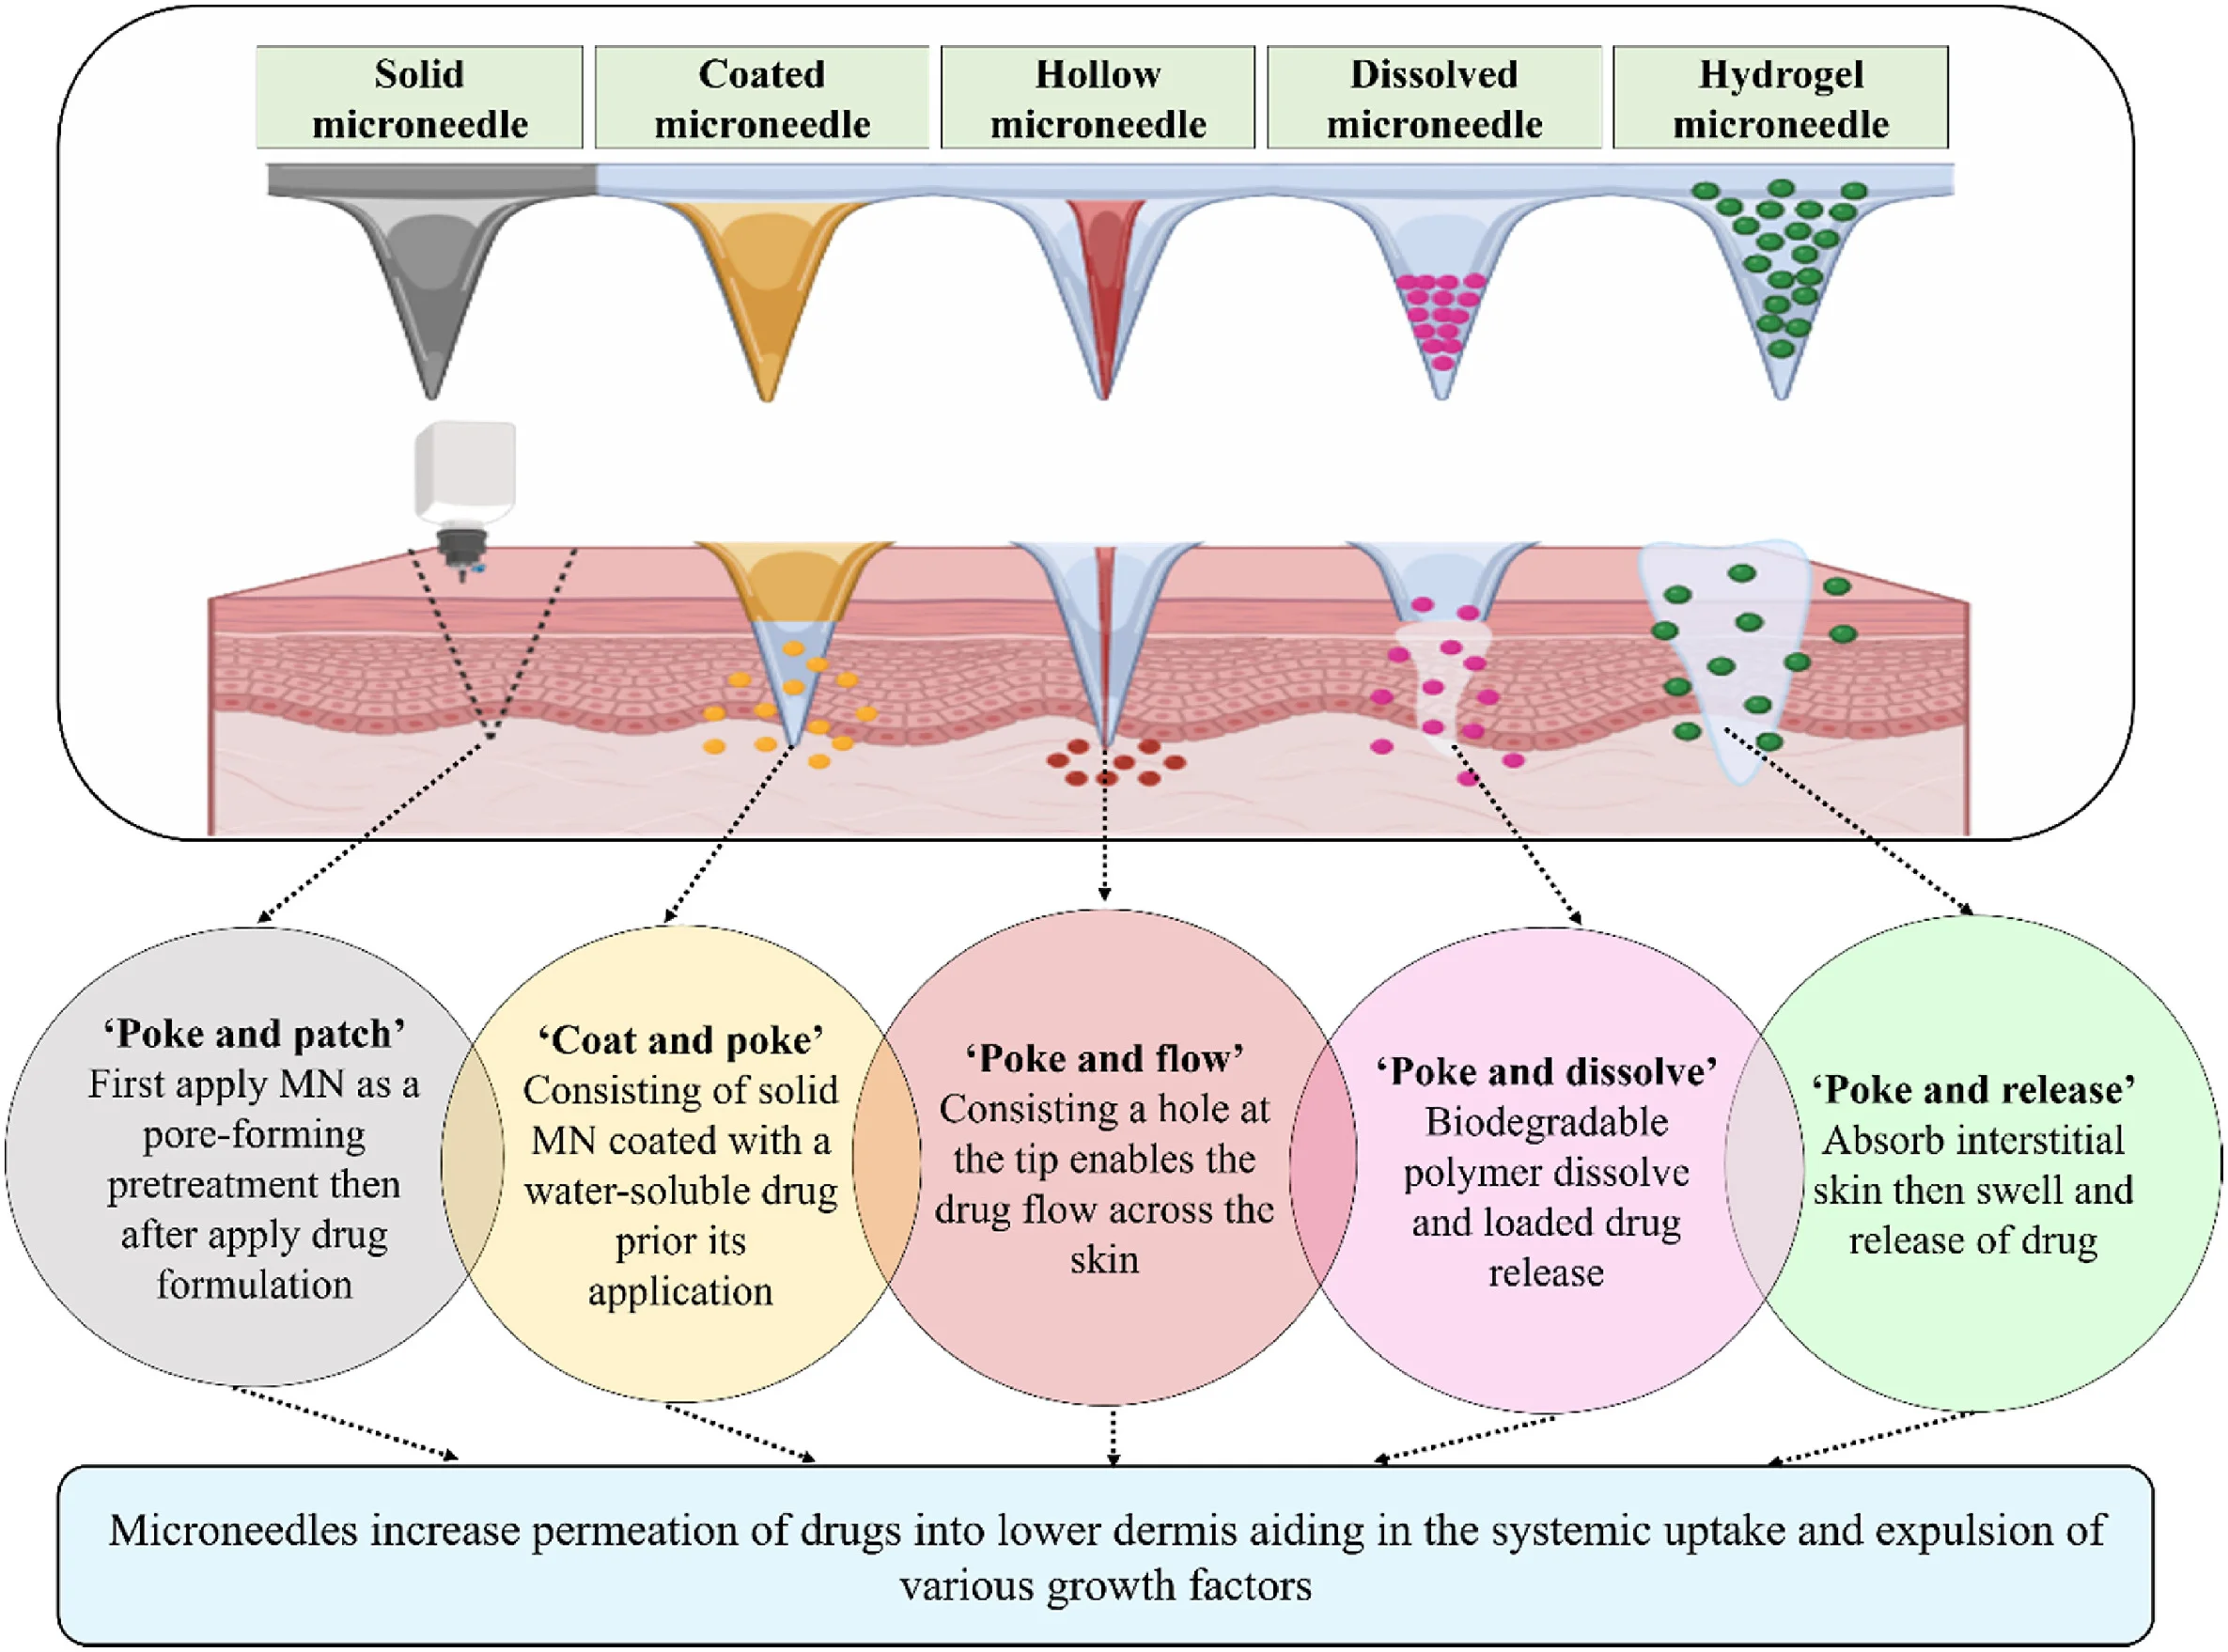 Solid
microneedle
Coated
microneedle
Hollow
microneedle
Dissolved
microneedle
Hydrogel
microneedle
‘Poke and patch’
First apply MN as a
pore-forming
pretreatment then
after apply drug
formulation
‘Coat and poke’
Consisting of solid
MN coated with a
water-soluble drug
prior its
application
‘Poke and flow’
Consisting a hole at
the tip enables the
drug flow across the
skin
‘Poke and dissolve’
Biodegradable
polymer dissolve
and loaded drug
release
‘Poke and release’
Absorb interstitial
skin then swell and
release of drug
Microneedles increase permeation of drugs into lower dermis aiding in the systemic uptake and expulsion of
various growth factors